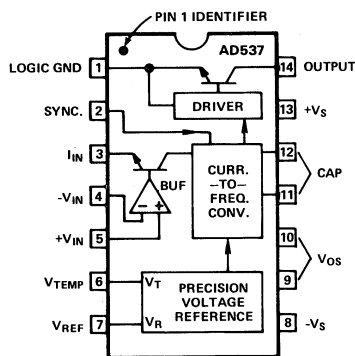 PIN 1 IDENTIFIER
AD537
LOGIC GND 1
14 OUTPUT
DRIVER
SYNC. 2
13 +VS
IIN 3
12
CAP
11
BUF
CURR.
–TO–
FREQ.
CONV.
-VIN 4
− +
+VIN 5
10
VOS
9
VTEMP 6
VT
PRECISION
VOLTAGE
REFERENCE
VREF 7
VR
8 -VS